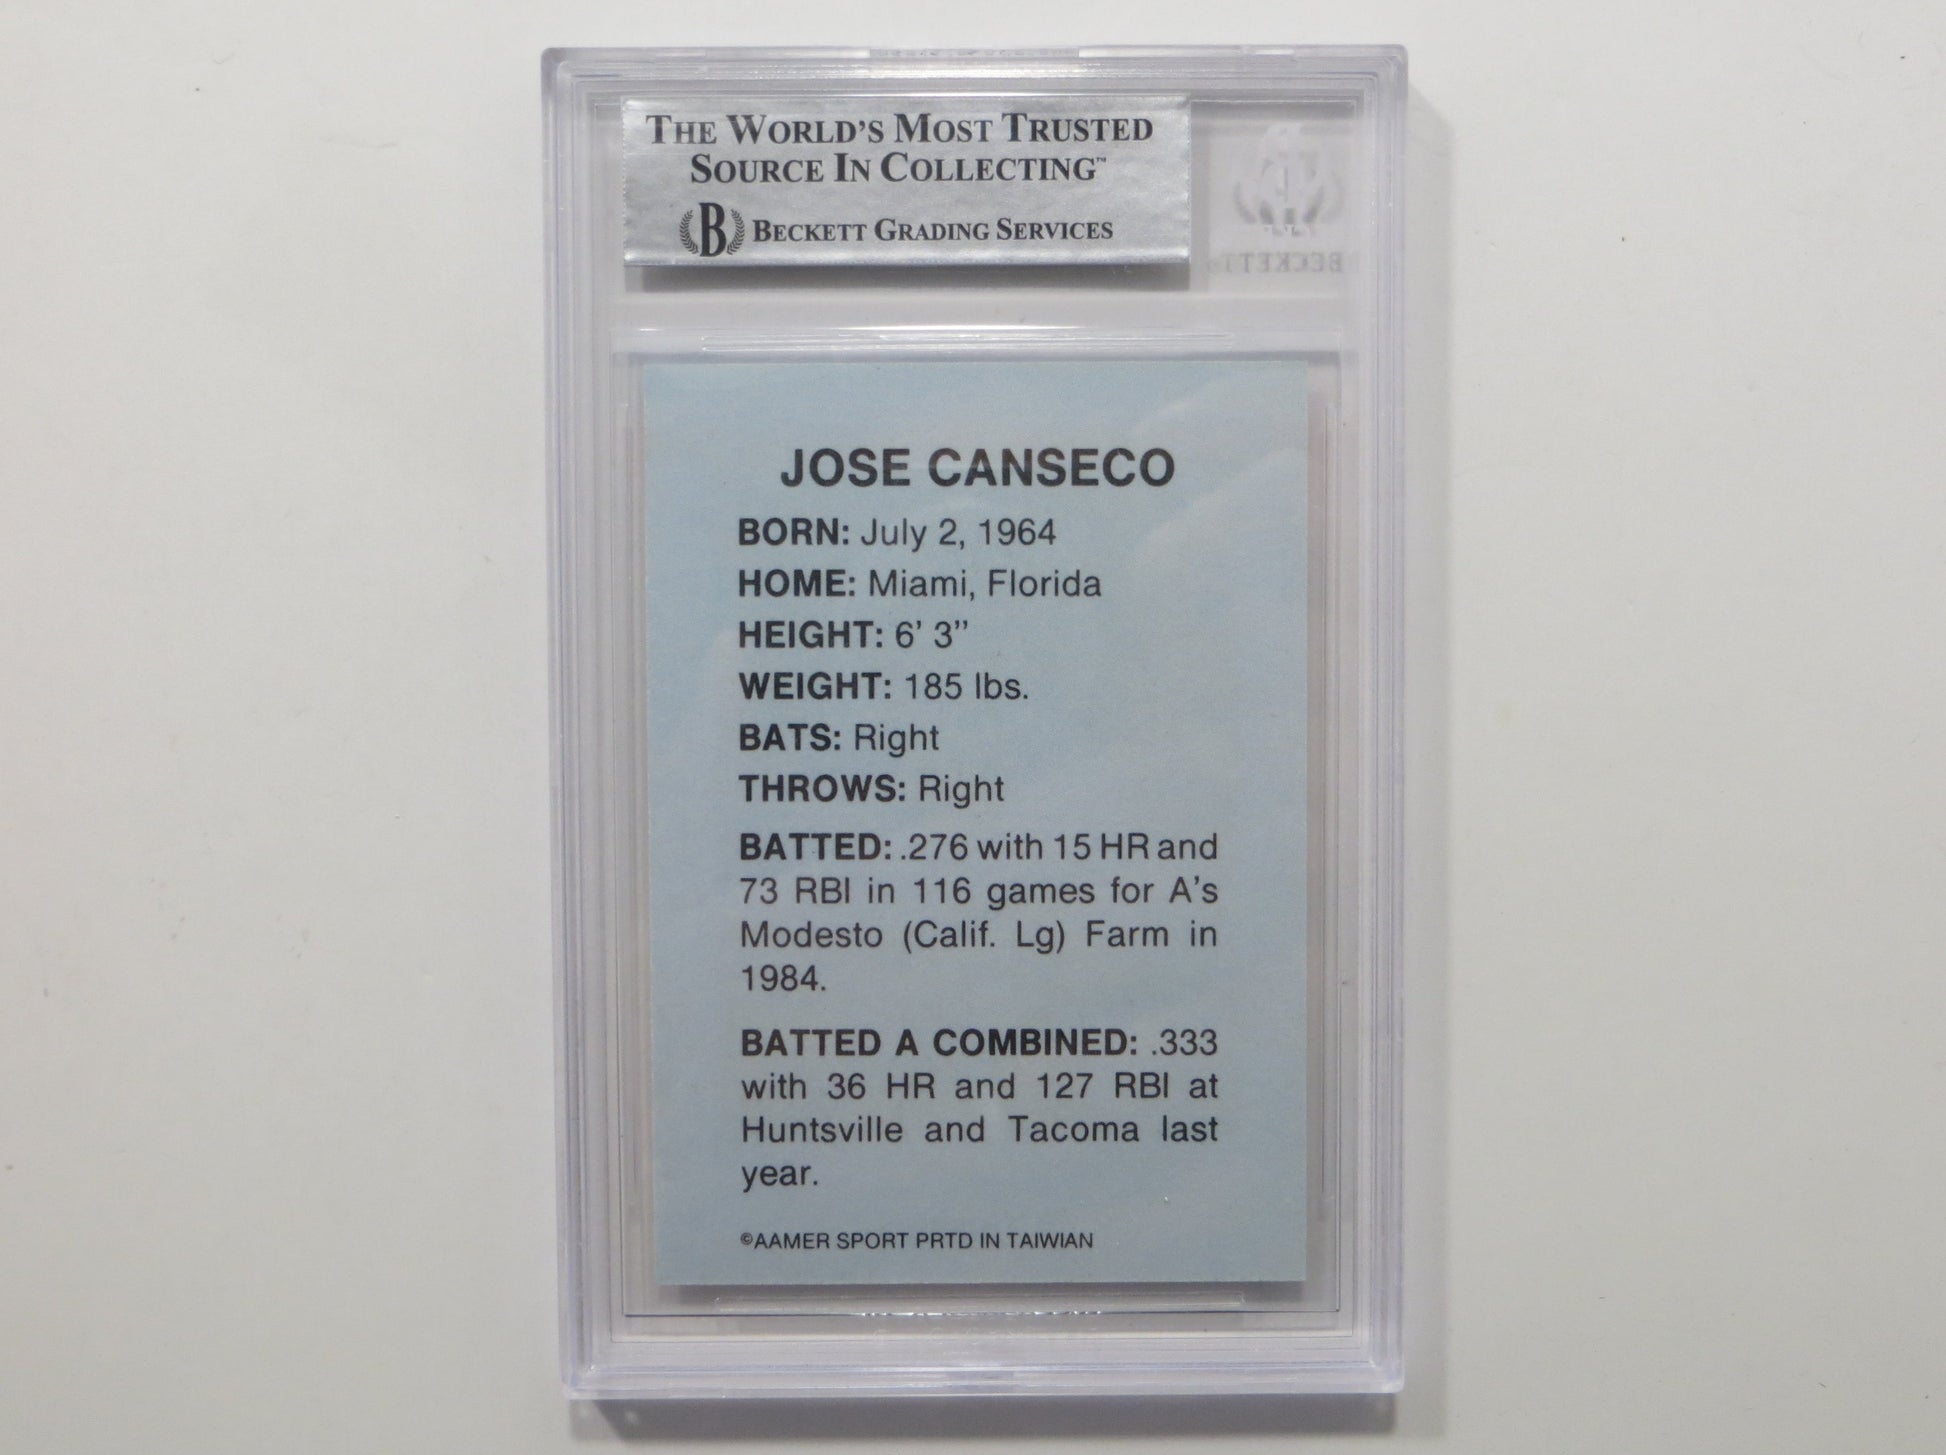 THE WORLD'S MOST TRUSTED
SOURCE IN COLLECTING™
B BECKETT GRADING SERVICES
BECKETT
JOSE CANSECO
BORN: July 2, 1964
HOME: Miami, Florida
HEIGHT: 6' 3"
WEIGHT: 185 lbs.
BATS: Right
THROWS: Right
BATTED: .276 with 15 HR and
73 RBI in 116 games for A's
Modesto (Calif. Lg) Farm in
1984.
BATTED A COMBINED: .333
with 36 HR and 127 RBI at
Huntsville and Tacoma last
year.
©AAMER SPORT PRTD IN TAIWIAN